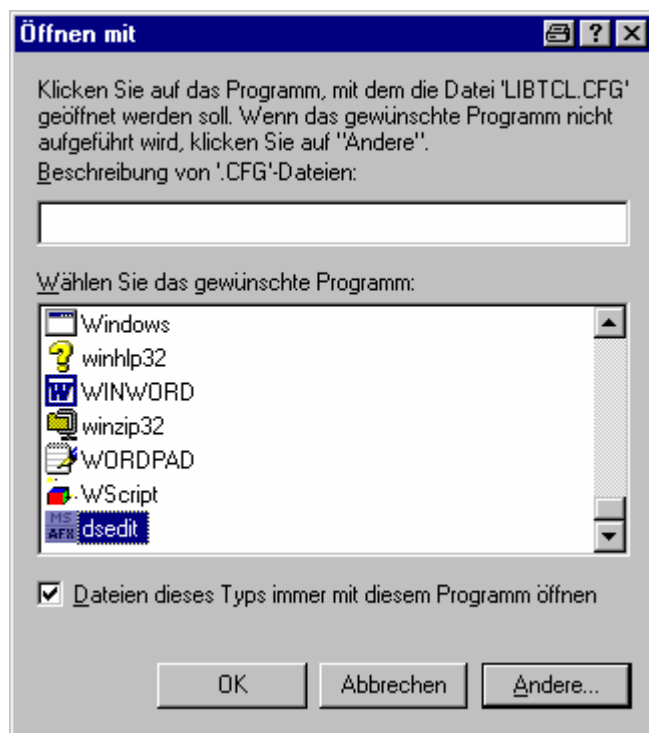 Öffnen mit
Klicken Sie auf das Programm, mit dem die Datei 'LIBTCL.CFG'
geöffnet werden soll. Wenn das gewünschte Programm nicht
aufgeführt wird, klicken Sie auf "Andere".
Beschreibung von '.CFG'-Dateien:
Wählen Sie das gewünschte Programm:
Windows
winhlp32
WINWORD
winzip32
WORDPAD
WScript
MS
AFX dsedit
Dateien dieses Typs immer mit diesem Programm öffnen
OK Abbrechen Andere...